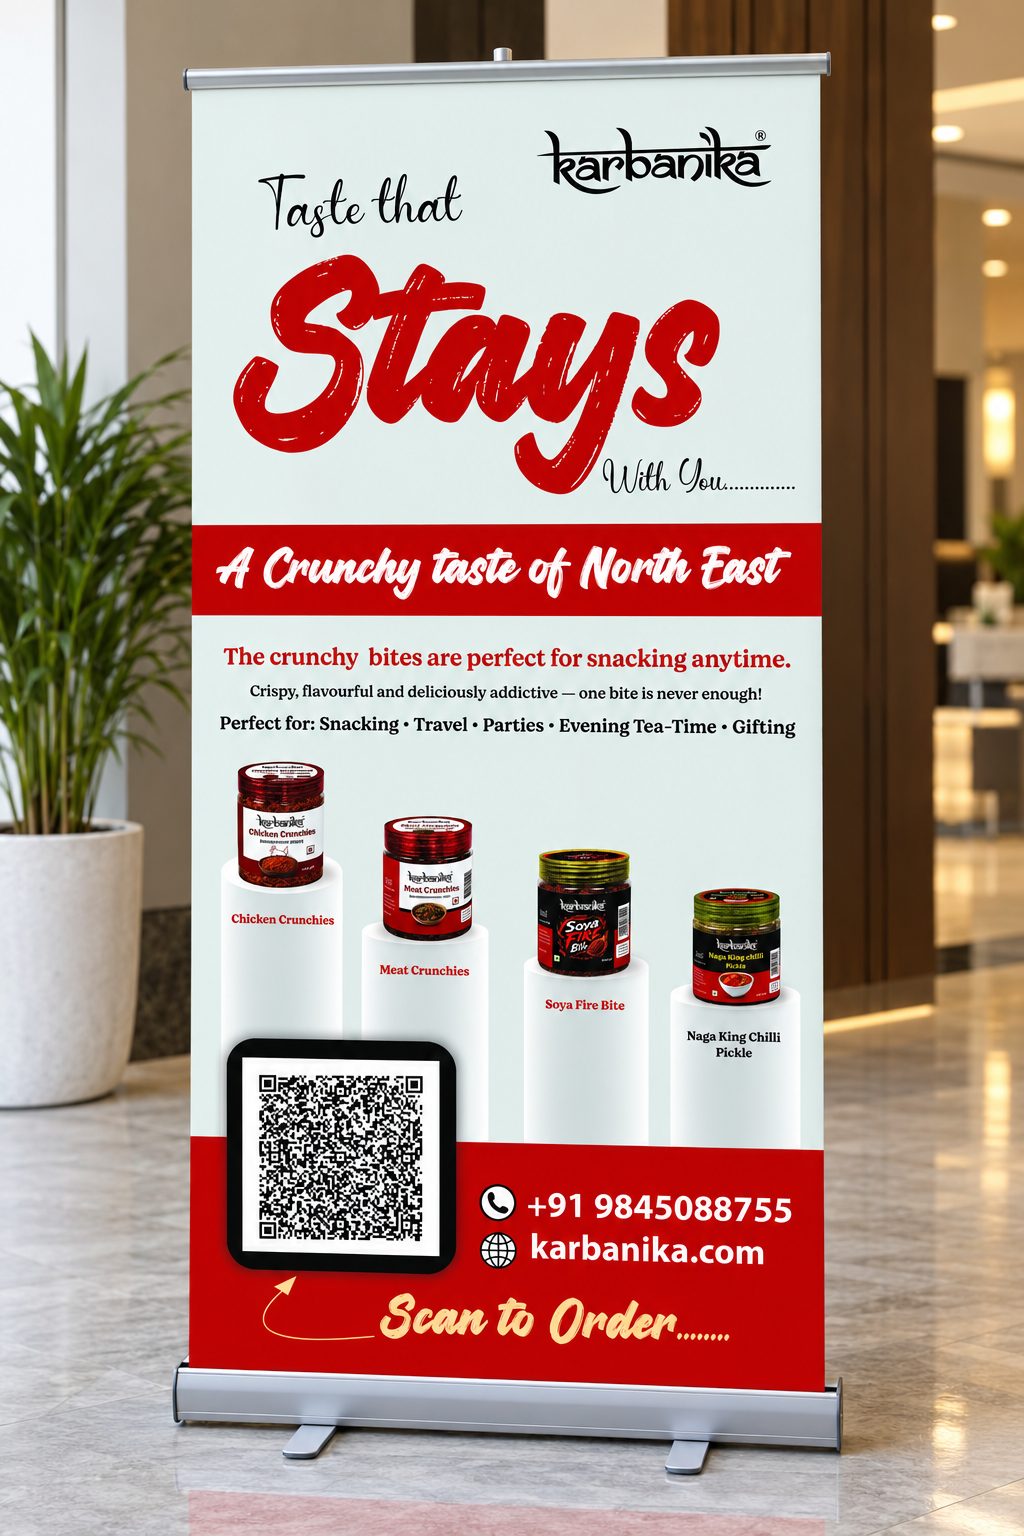 karbanika®
Taste that
Stays
With You..............
A Crunchy taste of North East
The crunchy bites are perfect for snacking anytime.
Crispy, flavourful and deliciously addictive — one bite is never enough!
Perfect for: Snacking • Travel • Parties • Evening Tea-Time • Gifting
karbanika
Chicken Crunchies
karbanika
Meat Crunchies
karbanika
Soya
FIRE
Bite
karbanika
Naga King chilli
Pickle
Chicken Crunchies
Meat Crunchies
Soya Fire Bite
Naga King Chilli
Pickle
+91 9845088755
karbanika.com
Scan to Order........